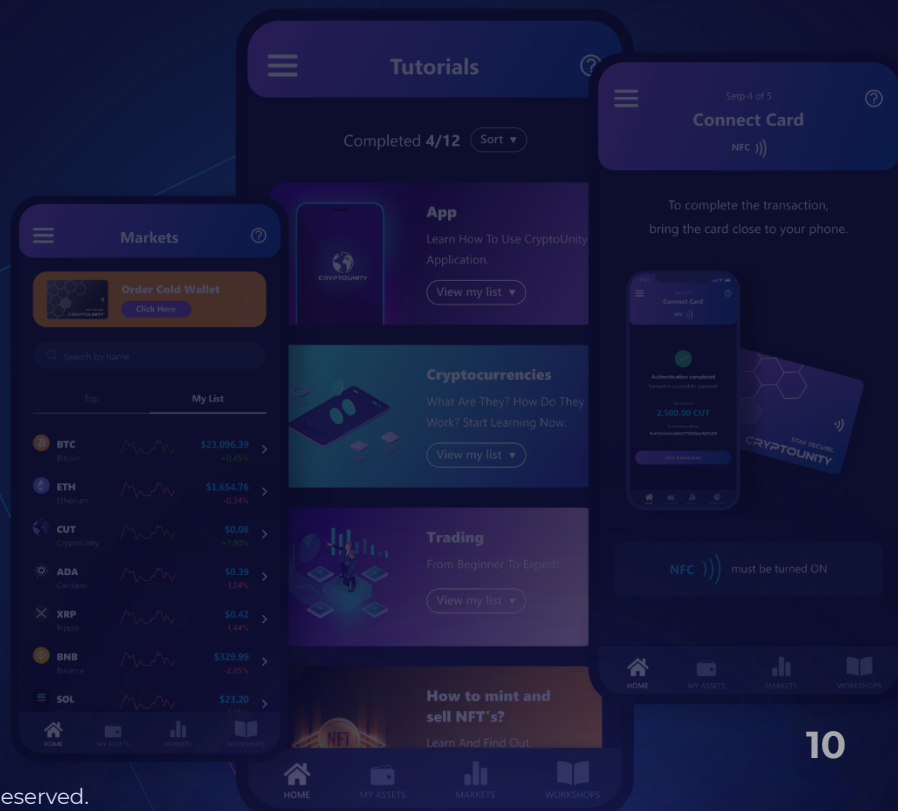 Markets
Order Cold Wallet
Click Here
CRYPTOUNITY
Search by name
Top My List
BTC $23,096.39
Bitcoin +0,45%
ETH $1,654.76
Ethereum -0,34%
CUT $0,08
CryptoUnity +7,90%
ADA $0.39
Cardano -1,24%
XRP $0.42
Ripple -1,44%
BNB $329.99
Binance -2,85%
SOL $23.20
HOME MY ASSETS MARKETS WORKSHOPS
Tutorials
Completed 4/12 Sort
App
Learn How To Use CryptoUnity
Application.
View my list
CRYPTOUNITY
Cryptocurrencies
What Are They? How Do They
Work? Start Learning Now.
View my list
Trading
From Beginner To Expert!
View my list
How to mint and
sell NFT's?
Learn And Find Out
NFT
HOME MY ASSETS MARKETS WORKSHOPS
Setp 4 of 5
Connect Card
NFC
To complete the transaction,
bring the card close to your phone.
Connect Card
NFC
Authentication completed
2,500.00 CUT
STAY SECURE.
CRYPTOUNITY
NFC must be turned ON
HOME MY ASSETS MARKETS WORKSHOPS
10
eserved.